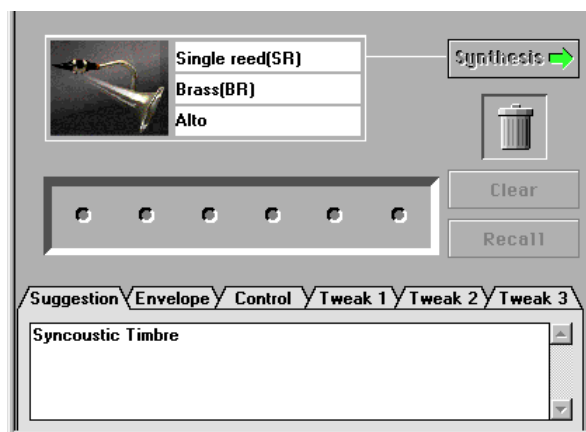 Single reed(SR)
Synthesis
Brass(BR)
Alto
Clear
Recall
Suggestion Envelope Control Tweak 1 Tweak 2 Tweak 3
Syncoustic Timbre